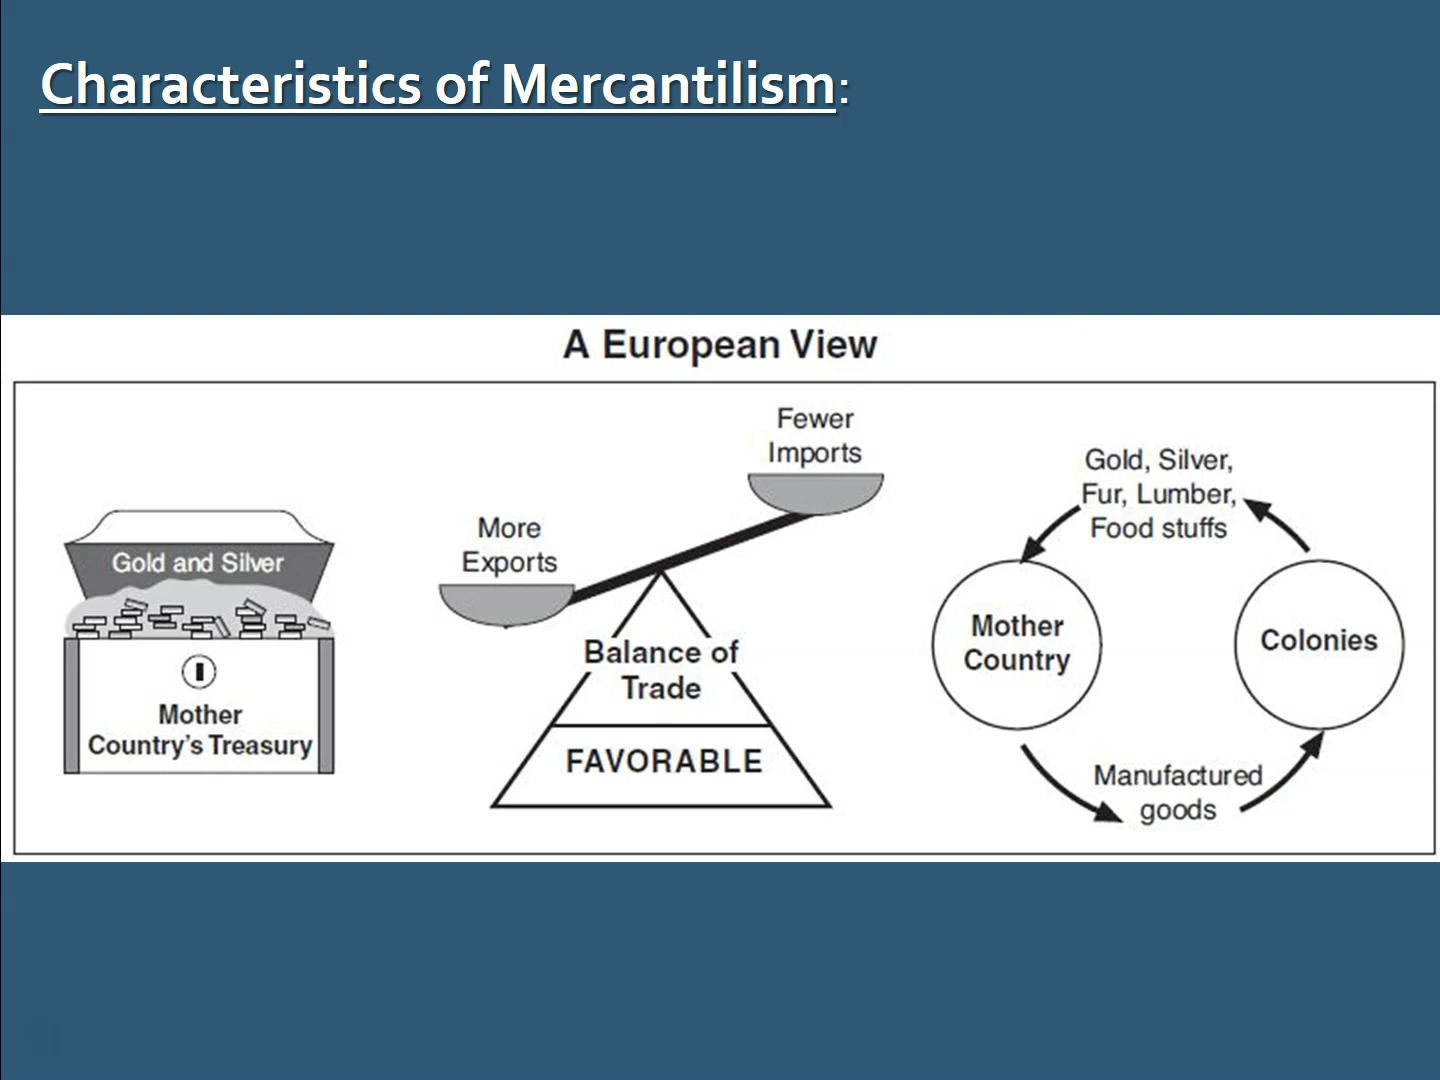 Characteristics of Mercantilism:
A European View
Gold and Silver
Mother
Country's Treasury
More
Exports
Fewer
Imports
Balance of
Trade
FAVORABLE
Gold, Silver,
Fur, Lumber,
Food stuffs
Mother
Country
Colonies
Manufactured
goods